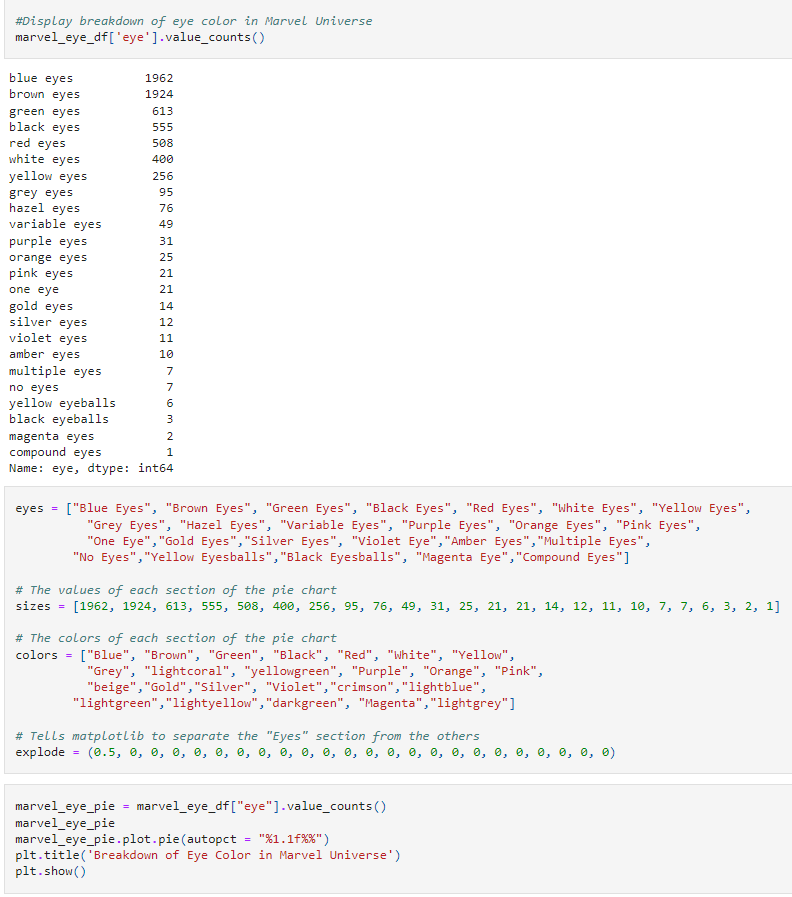 #Display breakdown of eye color in Marvel Universe
marvel_eye_df['eye'].value_counts()
blue eyes 1962
brown eyes 1924
green eyes 613
black eyes 555
red eyes 508
white eyes 400
yellow eyes 256
grey eyes 95
hazel eyes 76
variable eyes 49
purple eyes 31
orange eyes 25
pink eyes 21
one eye 21
gold eyes 14
silver eyes 12
violet eyes 11
amber eyes 10
multiple eyes 7
no eyes 7
yellow eyeballs 6
black eyeballs 3
magenta eyes 2
compound eyes 1
Name: eye, dtype: int64
eyes = ["Blue Eyes", "Brown Eyes", "Green Eyes", "Black Eyes", "Red Eyes", "White Eyes", "Yellow Eyes",
"Grey Eyes", "Hazel Eyes", "Variable Eyes", "Purple Eyes", "Orange Eyes", "Pink Eyes",
"One Eye","Gold Eyes","Silver Eyes", "Violet Eye","Amber Eyes","Multiple Eyes",
"No Eyes","Yellow Eyesballs","Black Eyesballs", "Magenta Eye","Compound Eyes"]
# The values of each section of the pie chart
sizes = [1962, 1924, 613, 555, 508, 400, 256, 95, 76, 49, 31, 25, 21, 21, 14, 12, 11, 10, 7, 7, 6, 3, 2, 1]
# The colors of each section of the pie chart
colors = ["Blue", "Brown", "Green", "Black", "Red", "White", "Yellow",
"Grey", "lightcoral", "yellowgreen", "Purple", "Orange", "Pink",
"beige","Gold","Silver", "Violet","crimson","lightblue",
"lightgreen","lightyellow","darkgreen", "Magenta","lightgrey"]
# Tells matplotlib to separate the "Eyes" section from the others
explode = (0.5, 0, 0, 0, 0, 0, 0, 0, 0, 0, 0, 0, 0, 0, 0, 0, 0, 0, 0, 0, 0, 0, 0, 0)
marvel_eye_pie = marvel_eye_df["eye"].value_counts()
marvel_eye_pie
marvel_eye_pie.plot.pie(autopct = "%1.1f%%")
plt.title('Breakdown of Eye Color in Marvel Universe')
plt.show()